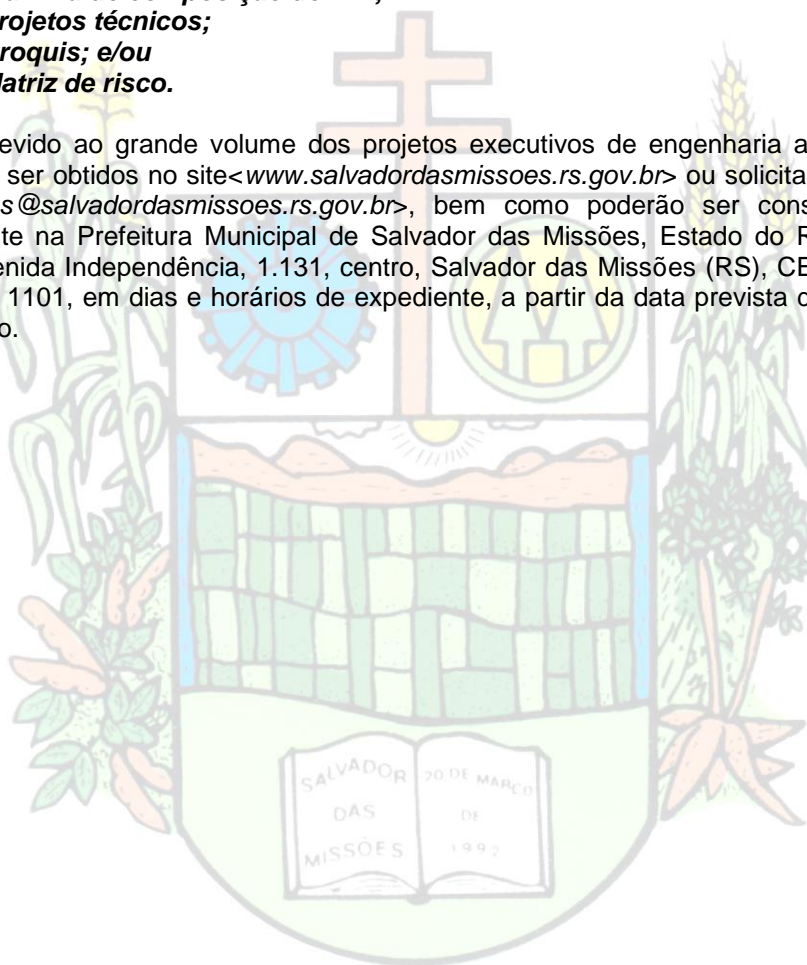 rojetos técnicos;
roquis; e/ou
latriz de risco.
evido ao grande volume dos projetos executivos de engenharia a
ser obtidos no site<www.salvadordasmissoes.rs.gov.br> ou solicita
s@salvadordasmissoes.rs.gov.br>, bem como poderão ser cons
te na Prefeitura Municipal de Salvador das Missões, Estado do R
enida Independência, 1.131, centro, Salvador das Missões (RS), CE
1101, em dias e horários de expediente, a partir da data prevista
o.
SALVADOR
DAS
MISSÕES
20 DE MARÇO
DE
1992